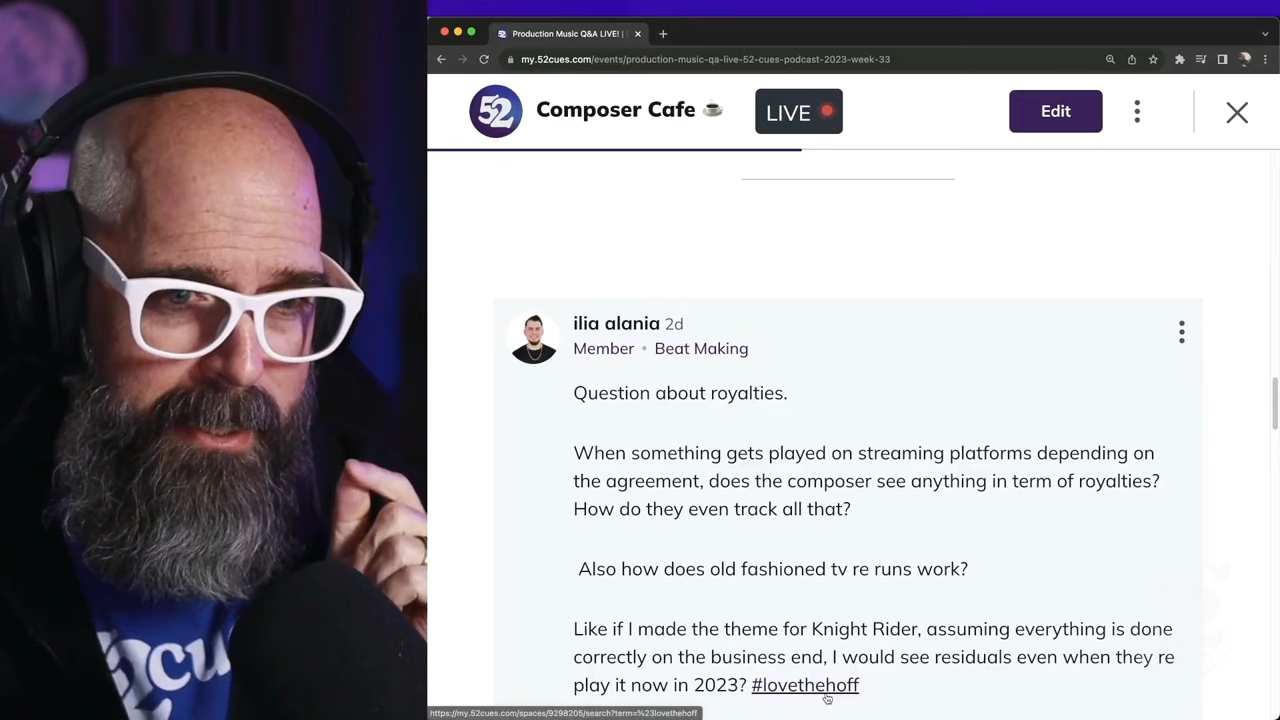 Production Music Q&A LIVE! |
my.52cues.com/events/production-music-qa-live-52-cues-podcast-2023-week-33
52
Composer Cafe
LIVE
Edit
ilia alania 2d
Member • Beat Making
Question about royalties.
When something gets played on streaming platforms depending on
the agreement, does the composer see anything in term of royalties?
How do they even track all that?
Also how does old fashioned tv re runs work?
Like if I made the theme for Knight Rider, assuming everything is done
correctly on the business end, I would see residuals even when they re
play it now in 2023? #lovethehoff
https://my.52cues.com/spaces/9298205/search?term=%23lovethehoff